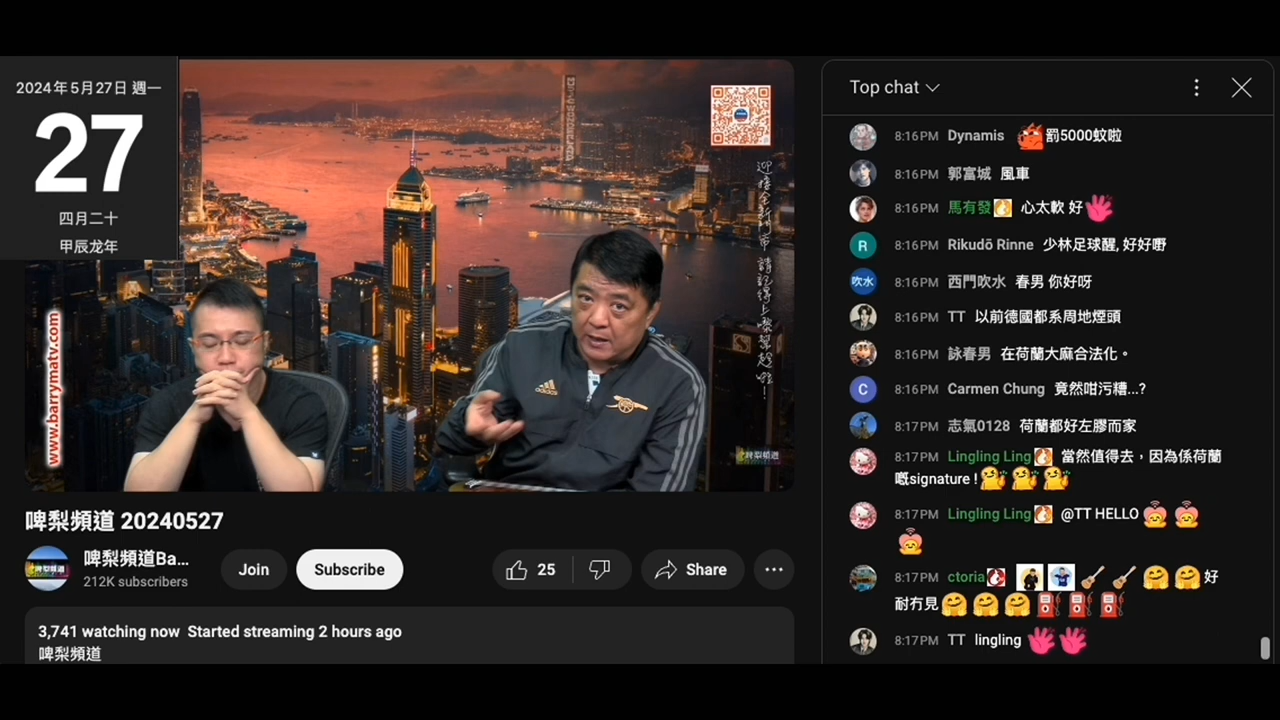 2024年5月27日 週一
27
四月二十
甲辰龙年
www.barrymatv.com
迎接全新門市 請記得上啤梨趁墟!
adidas
啤梨頻道
啤梨頻道 20240527
啤梨頻道Ba...
212K subscribers
Join
Subscribe
25
Share
3,741 watching now Started streaming 2 hours ago
啤梨頻道
Top chat
8:16PM Dynamis 罰5000蚊啦
8:16PM 郭富城 風車
8:16PM 馬有發 心太軟 好
R
8:16PM Rikudō Rinne 少林足球醒, 好好嘢
吹水
8:16PM 西門吹水 春男 你好呀
8:16PM TT 以前德國都系周地煙頭
8:16PM 詠春男 在荷蘭大麻合法化。
C
8:16PM Carmen Chung 竟然咁污糟...?
8:17PM 志氣0128 荷蘭都好左膠而家
8:17PM Lingling Ling 當然值得去，因為係荷蘭
嘅signature !
8:17PM Lingling Ling @TT HELLO
8:17PM ctoria 好
耐冇見
8:17PM TT lingling